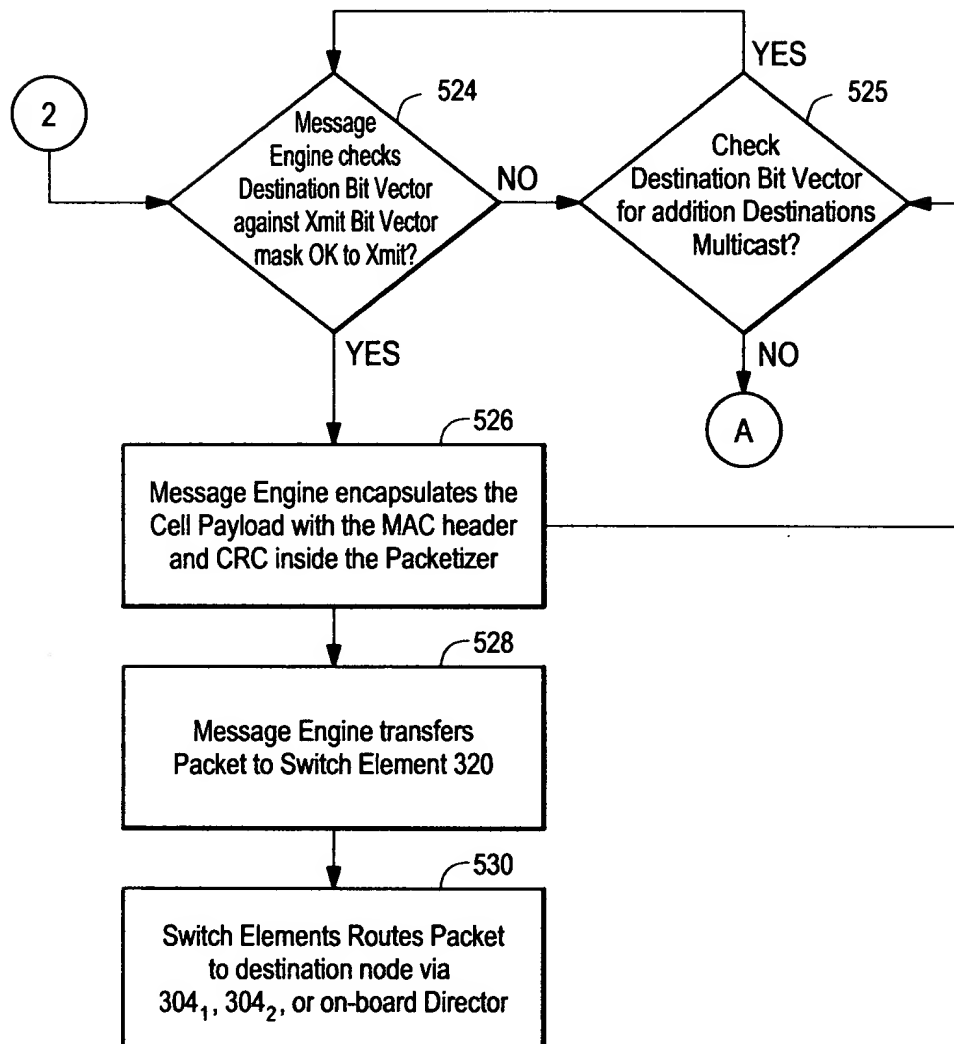 YES
2
524
525
Message
Engine checks
Destination Bit Vector
against Xmit Bit Vector
mask OK to Xmit?
NO
Check
Destination Bit Vector
for addition Destinations
Multicast?
YES
NO
A
526
Message Engine encapsulates the
Cell Payload with the MAC header
and CRC inside the Packetizer
528
Message Engine transfers
Packet to Switch Element 320
530
Switch Elements Routes Packet
to destination node via
304₁, 304₂, or on-board Director